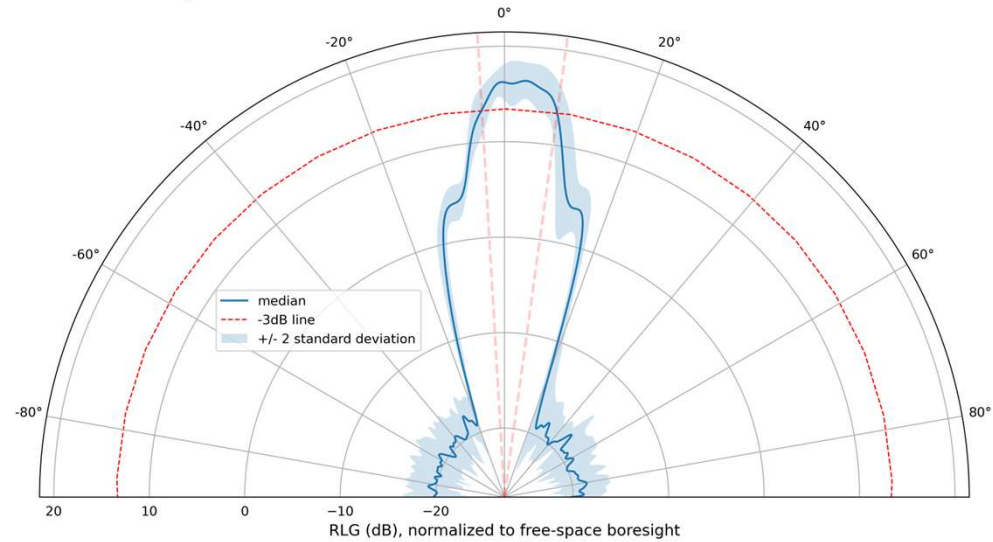 0°
-20°
20°
-40°
40°
-60°
60°
median
-3dB line
+/- 2 standard deviation
-80°
80°
20 10 0 −10 −20
RLG (dB), normalized to free-space boresight